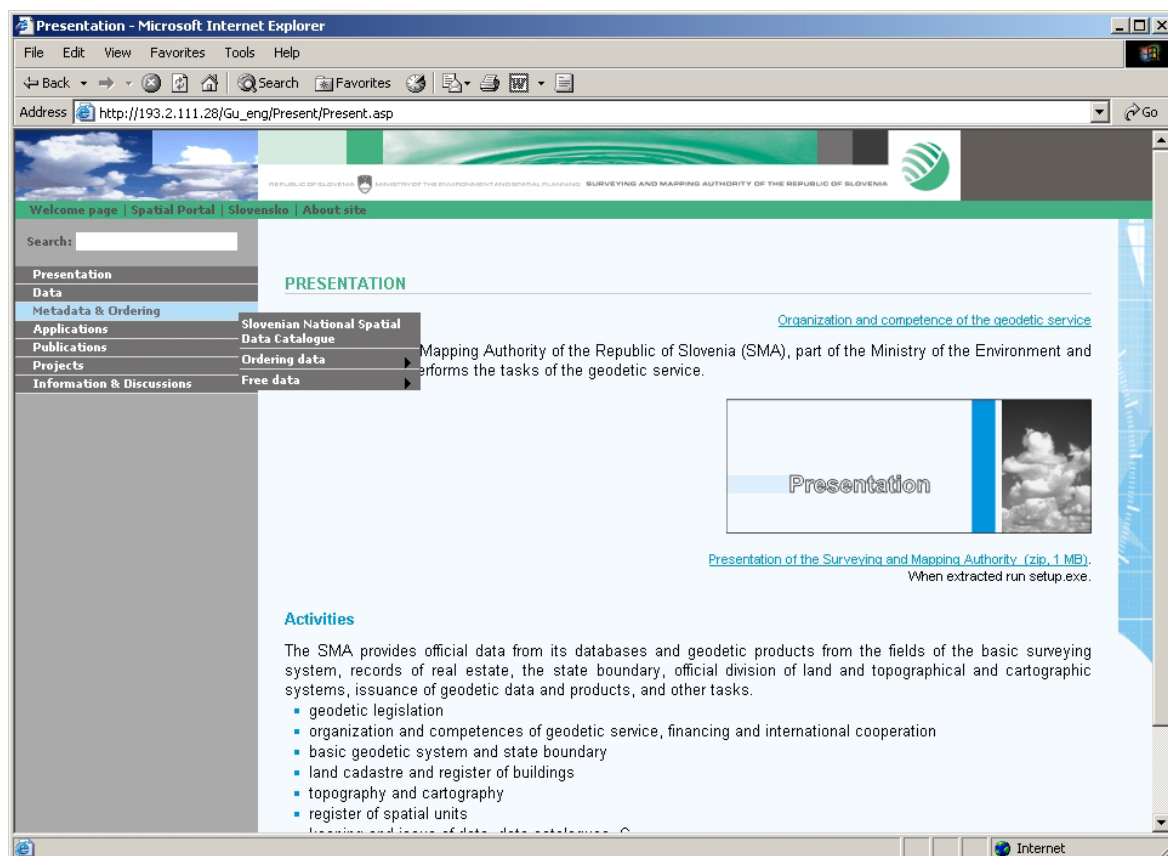 Presentation - Microsoft Internet Explorer
File Edit View Favorites Tools Help
Back Search Favorites
Address http://193.2.111.28/Gu_eng/Present/Present.asp Go
REPUBLIC OF SLOVENIA MINISTRY OF THE ENVIRONMENT AND SPATIAL PLANNING SURVEYING AND MAPPING AUTHORITY OF THE REPUBLIC OF SLOVENIA
Welcome page | Spatial Portal | Slovensko | About site
Search:
Presentation
Data
Metadata & Ordering
Applications
Publications
Projects
Information & Discussions
Slovenian National Spatial
Data Catalogue
Ordering data
Free data
PRESENTATION
Organization and competence of the geodetic service
Mapping Authority of the Republic of Slovenia (SMA), part of the Ministry of the Environment and
erforms the tasks of the geodetic service.
Presentation
Presentation of the Surveying and Mapping Authority (zip, 1 MB).
When extracted run setup.exe.
Activities
The SMA provides official data from its databases and geodetic products from the fields of the basic surveying
system, records of real estate, the state boundary, official division of land and topographical and cartographic
systems, issuance of geodetic data and products, and other tasks.
geodetic legislation
organization and competences of geodetic service, financing and international cooperation
basic geodetic system and state boundary
land cadastre and register of buildings
topography and cartography
register of spatial units
Internet